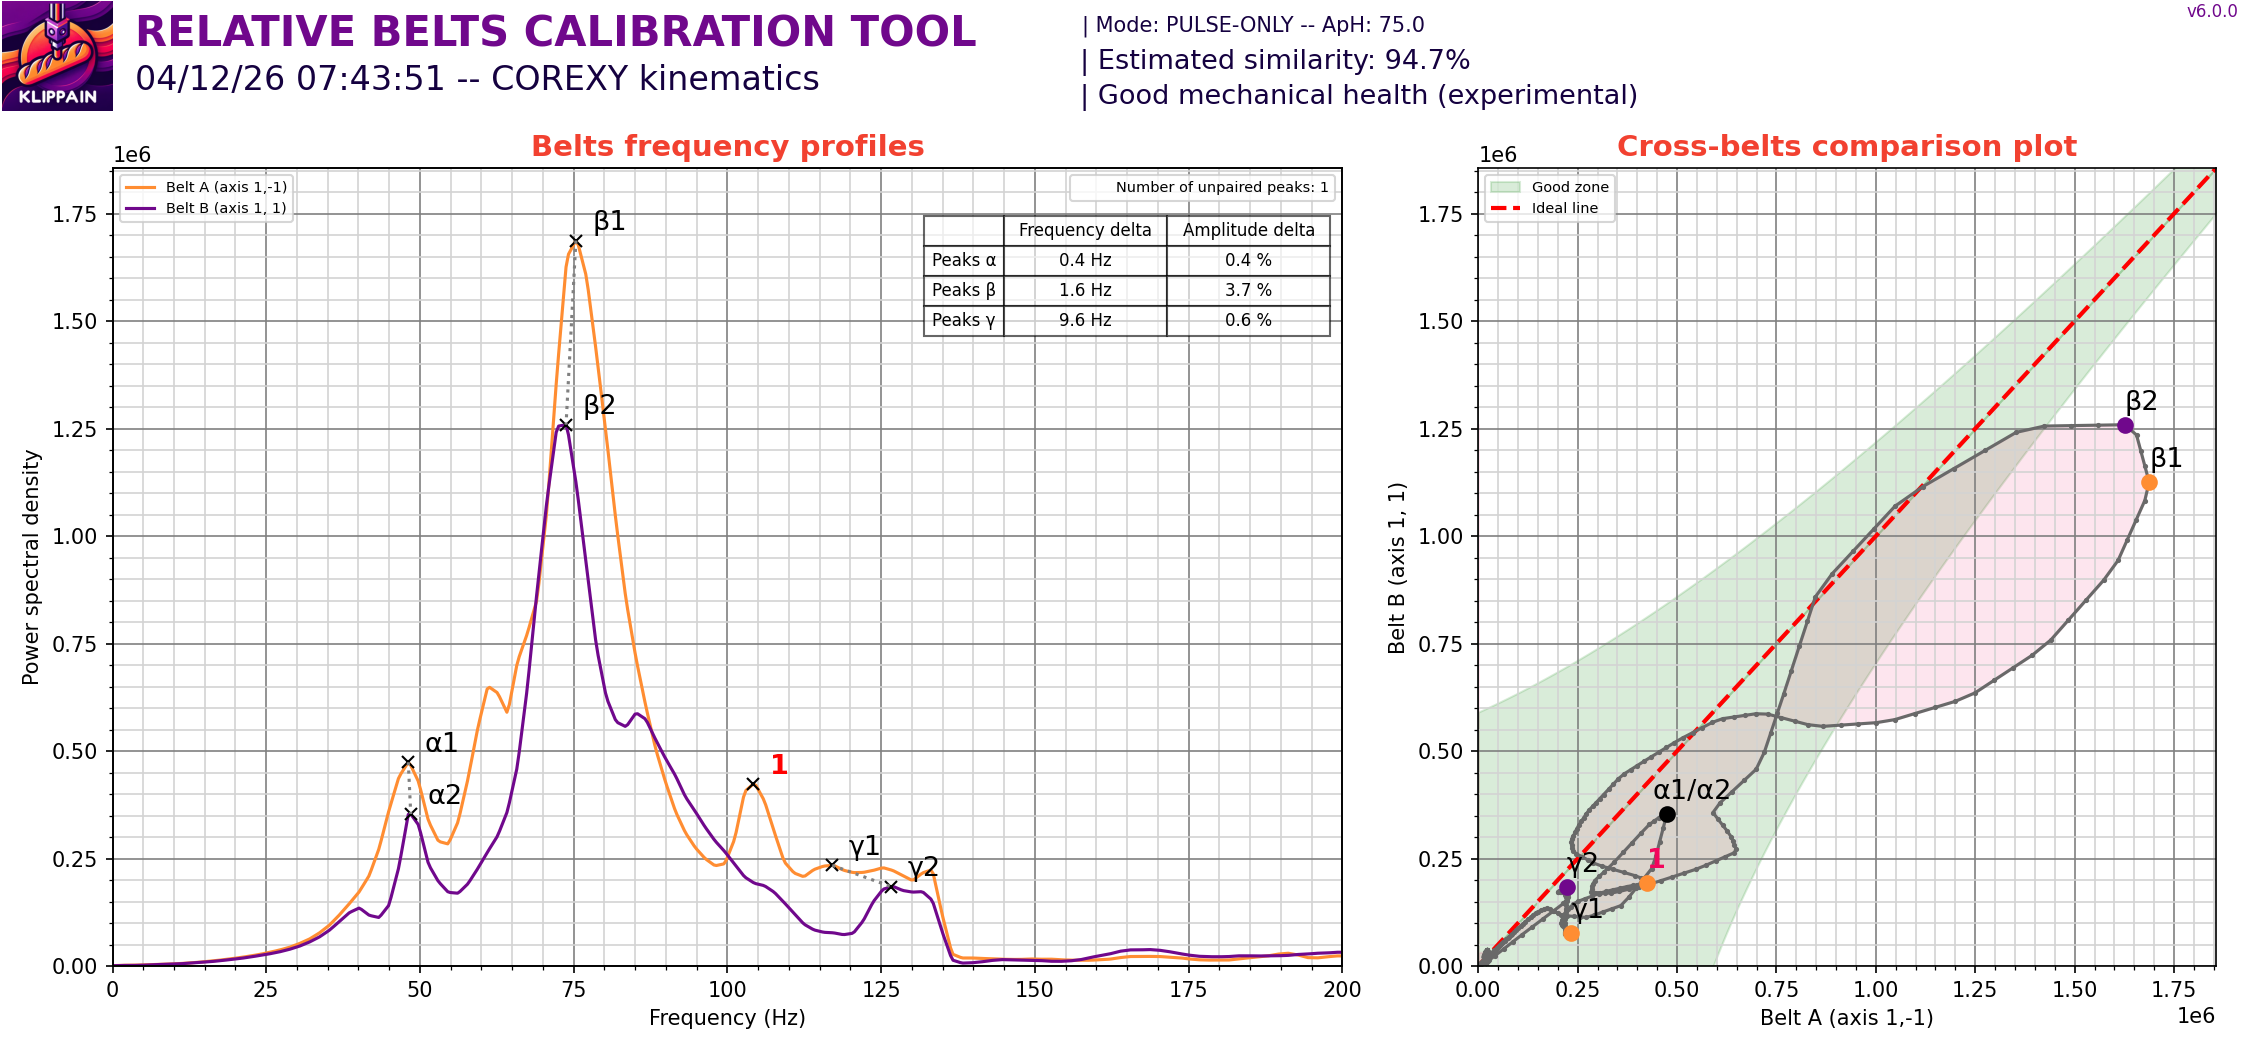 KLIPPAIN
RELATIVE BELTS CALIBRATION TOOL
04/12/26 07:43:51 -- COREXY kinematics
| Mode: PULSE-ONLY -- ApH: 75.0
| Estimated similarity: 94.7%
| Good mechanical health (experimental)
v6.0.0
Belts frequency profiles
1e6
Belt A (axis 1,-1)
Belt B (axis 1, 1)
Number of unpaired peaks: 1
Frequency delta Amplitude delta
Peaks α 0.4 Hz 0.4 %
Peaks β 1.6 Hz 3.7 %
Peaks γ 9.6 Hz 0.6 %
β1
β2
α1
α2
1
γ1
γ2
1.75
1.50
1.25
1.00
0.75
0.50
0.25
0.00
Power spectral density
0 25 50 75 100 125 150 175 200
Frequency (Hz)
Cross-belts comparison plot
1e6
Good zone
Ideal line
β2
β1
α1/α2
1
γ2
γ1
1.75
1.50
1.25
1.00
0.75
0.50
0.25
0.00
Belt B (axis 1, 1)
0.00 0.25 0.50 0.75 1.00 1.25 1.50 1.75
Belt A (axis 1,-1)
1e6